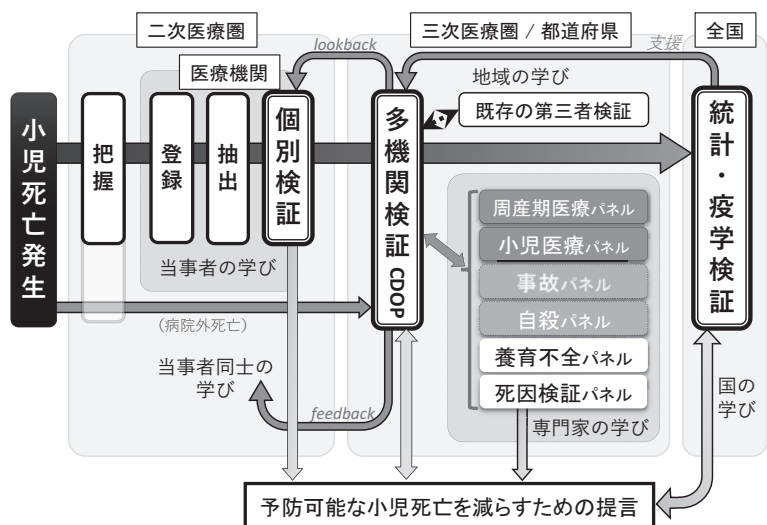 二次医療圏
三次医療圏 / 都道府県
全国
lookback
支援
医療機関
地域の学び
小児死亡発生
把握
登録
抽出
個別検証
多機関検証 CDOP
既存の第三者検証
統計・疫学検証
周産期医療パネル
小児医療パネル
事故パネル
自殺パネル
養育不全パネル
死因検証パネル
当事者の学び
(病院外死亡)
当事者同士の
学び
feedback
専門家の学び
国の
学び
予防可能な小児死亡を減らすための提言